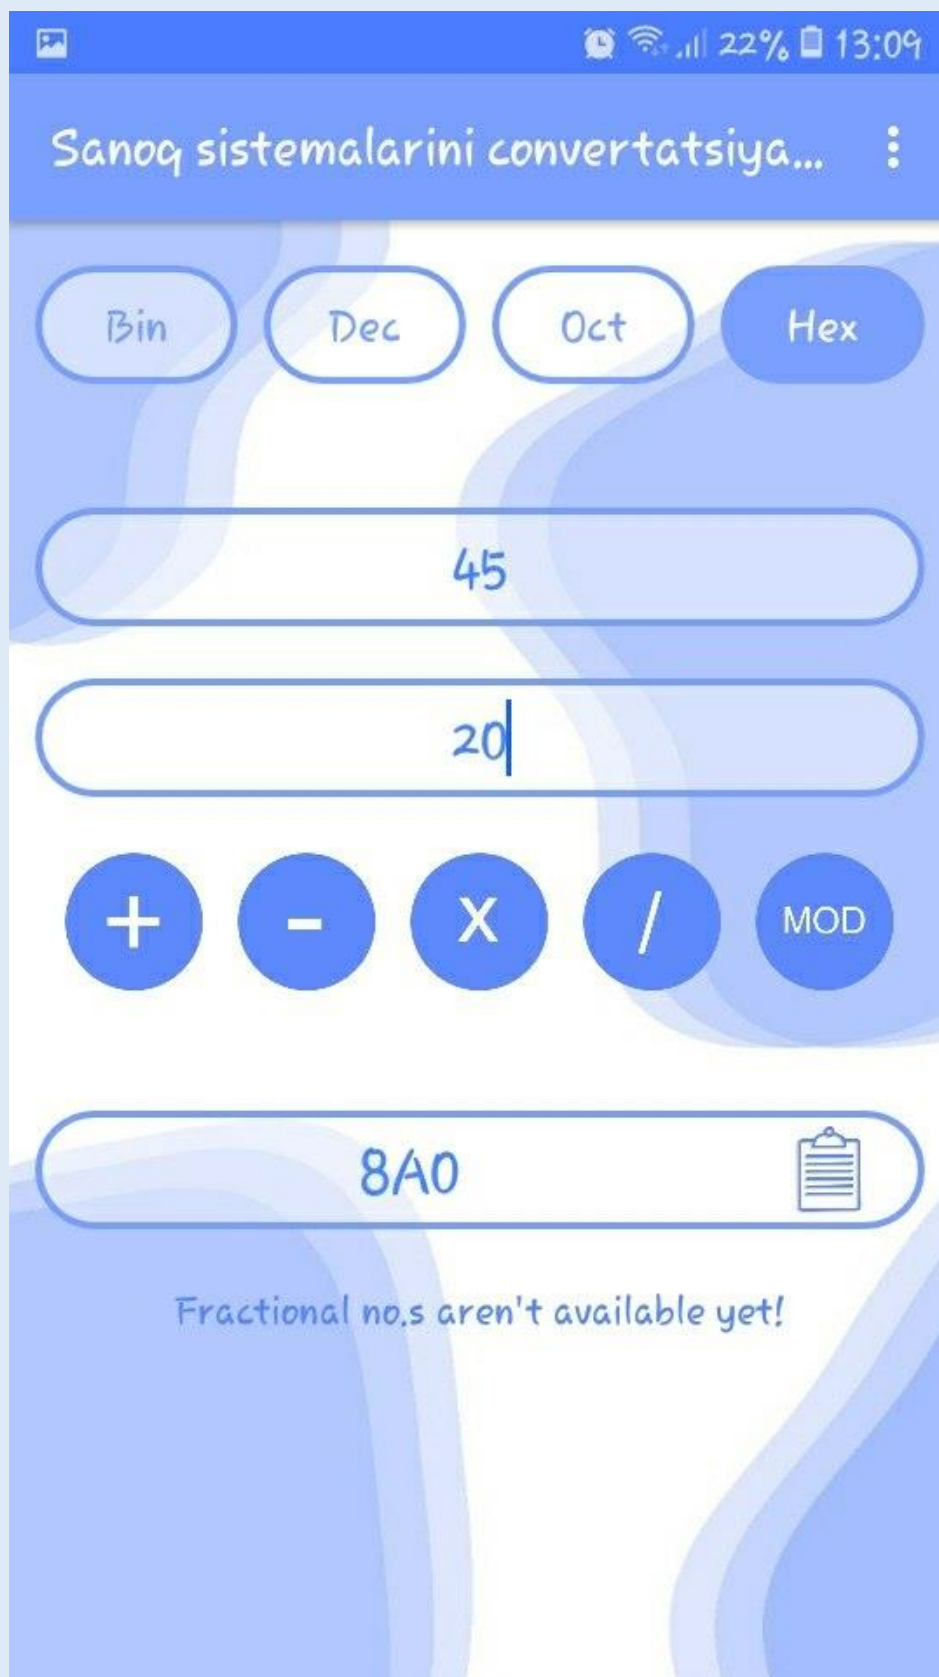 22% 13:09
Sanoq sistemalarini convertatsiya...
Bin Dec Oct Hex
45
20
+ - X / MOD
8A0
Fractional no.s aren't available yet!